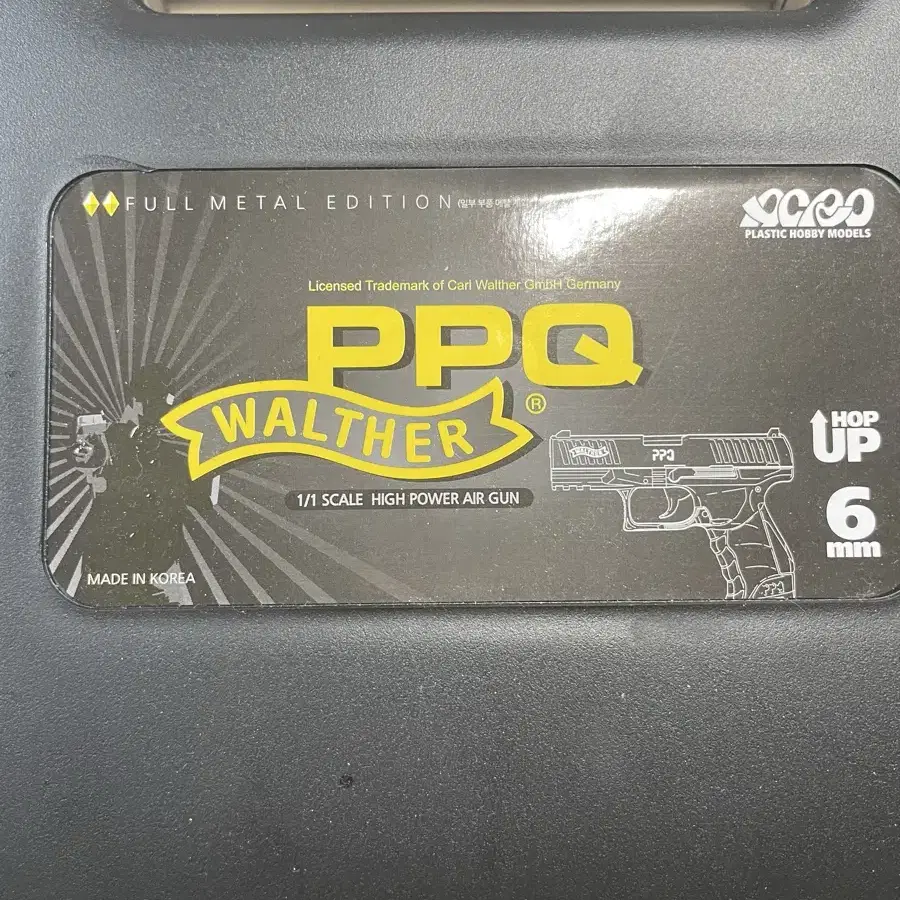 FULL METAL EDITION
ACRO
PLASTIC HOBBY MODELS
Licensed Trademark of Carl Walther GmbH Germany
PPQ
WALTHER ®
1/1 SCALE HIGH POWER AIR GUN
WALTHER
PPQ
HOP
UP
6
mm
MADE IN KOREA